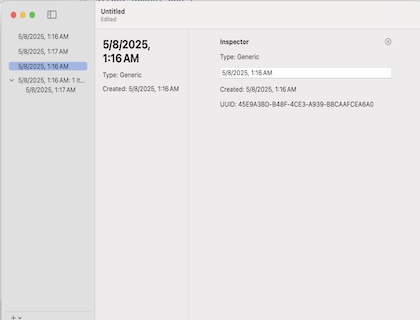 Untitled
Edited
5/8/2025, 1:16 AM
5/8/2025, 1:17 AM
5/8/2025, 1:16 AM
5/8/2025, 1:16 AM: 1 It...
5/8/2025, 1:17 AM
5/8/2025,
1:16 AM
Type: Generic
Created: 5/8/2025, 1:16 AM
Inspector
Type: Generic
5/8/2025, 1:16 AM
Created: 5/8/2025, 1:16 AM
UUID: 45E9A3BD-848F-4CE3-A939-BBCAAFCEA6A0